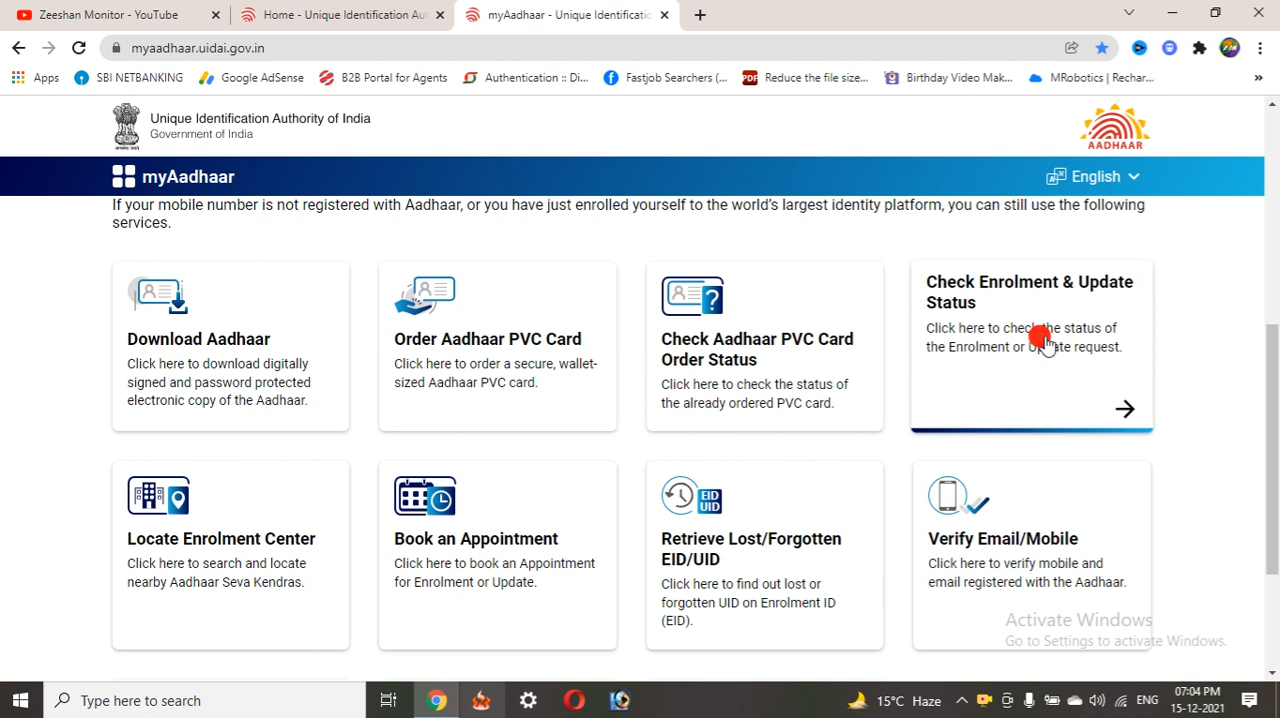 Zeeshan Monitor - YouTube
Home - Unique Identification Aut
myAadhaar - Unique Identificatio
myaadhaar.uidai.gov.in
Apps SBI NETBANKING Google AdSense B2B Portal for Agents Authentication :: Di... Fastjob Searchers (... PDF Reduce the file size... Birthday Video Mak... MRobotics | Rechar... »
Unique Identification Authority of India
Government of India
AADHAAR
myAadhaar
English
If your mobile number is not registered with Aadhaar, or you have just enrolled yourself to the world's largest identity platform, you can still use the following
services.
Download Aadhaar
Click here to download digitally
signed and password protected
electronic copy of the Aadhaar.
Order Aadhaar PVC Card
Click here to order a secure, wallet-
sized Aadhaar PVC card.
?
Check Aadhaar PVC Card
Order Status
Click here to check the status of
the already ordered PVC card.
Check Enrolment & Update
Status
Click here to check the status of
the Enrolment or Update request.
Locate Enrolment Center
Click here to search and locate
nearby Aadhaar Seva Kendras.
Book an Appointment
Click here to book an Appointment
for Enrolment or Update.
EID
UID
Retrieve Lost/Forgotten
EID/UID
Click here to find out lost or
forgotten UID on Enrolment ID
(EID).
Verify Email/Mobile
Click here to verify mobile and
email registered with the Aadhaar.
Activate Windows
Go to Settings to activate Windows.
Type here to search
15°C Haze
ENG
07:04 PM
15-12-2021